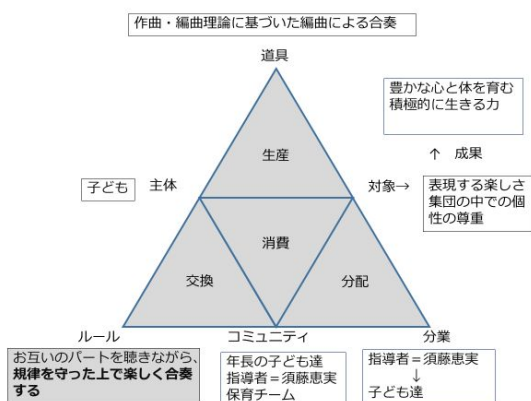 作曲・編曲理論に基づいた編曲による合奏
道具
豊かな心と体を育む
積極的に生きる力
生産
↑ 成果
子ども
主体
対象→
表現する楽しさ
集団の中での個
性の尊重
消費
交換
分配
ルール
コミュニティ
分業
お互いのパートを聴きながら、
規律を守った上で楽しく合奏
する
年長の子ども達
指導者=須藤恵実
保育チーム
指導者=須藤恵実
↓
子ども達